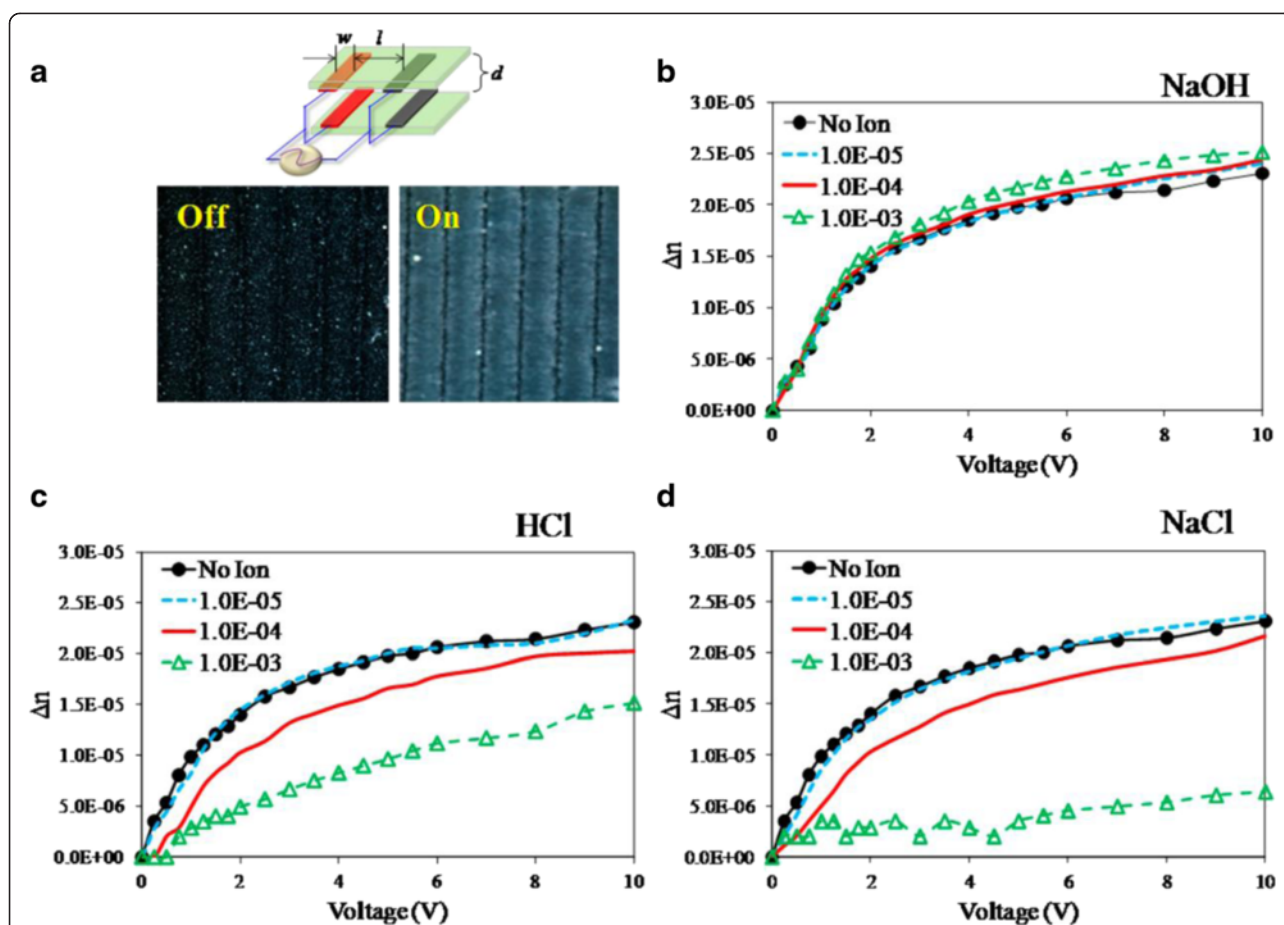 a
w
l
d
Off
On
b
NaOH
3.0E-05
2.5E-05
2.0E-05
1.5E-05
1.0E-05
5.0E-06
0.0E+00
Δn
No Ion
1.0E-05
1.0E-04
1.0E-03
0 2 4 6 8 10
Voltage (V)
c
HCl
3.0E-05
2.5E-05
2.0E-05
1.5E-05
1.0E-05
5.0E-06
0.0E+00
Δn
No Ion
1.0E-05
1.0E-04
1.0E-03
0 2 4 6 8 10
Voltage (V)
d
NaCl
3.0E-05
2.5E-05
2.0E-05
1.5E-05
1.0E-05
5.0E-06
0.0E+00
Δn
No Ion
1.0E-05
1.0E-04
1.0E-03
0 2 4 6 8 10
Voltage (V)